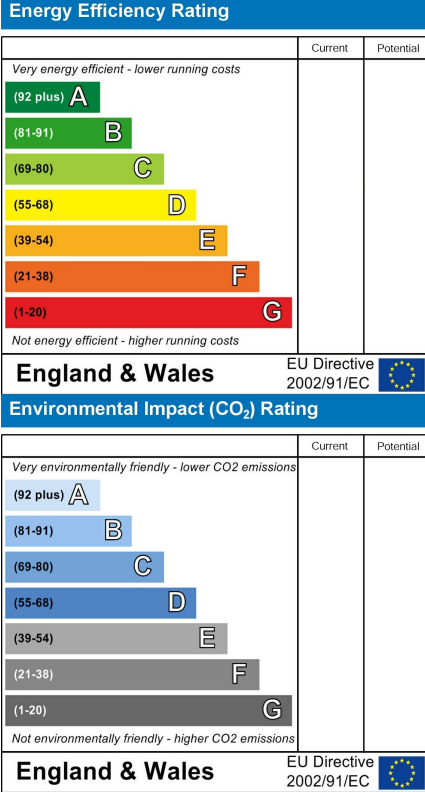 Energy Efficiency Rating
Current Potential
Very energy efficient - lower running costs
(92 plus) A
(81-91) B
(69-80) C
(55-68) D
(39-54) E
(21-38) F
(1-20) G
Not energy efficient - higher running costs
England & Wales
EU Directive
2002/91/EC
Environmental Impact (CO₂) Rating
Current Potential
Very environmentally friendly - lower CO2 emissions
(92 plus) A
(81-91) B
(69-80) C
(55-68) D
(39-54) E
(21-38) F
(1-20) G
Not environmentally friendly - higher CO2 emissions
England & Wales
EU Directive
2002/91/EC